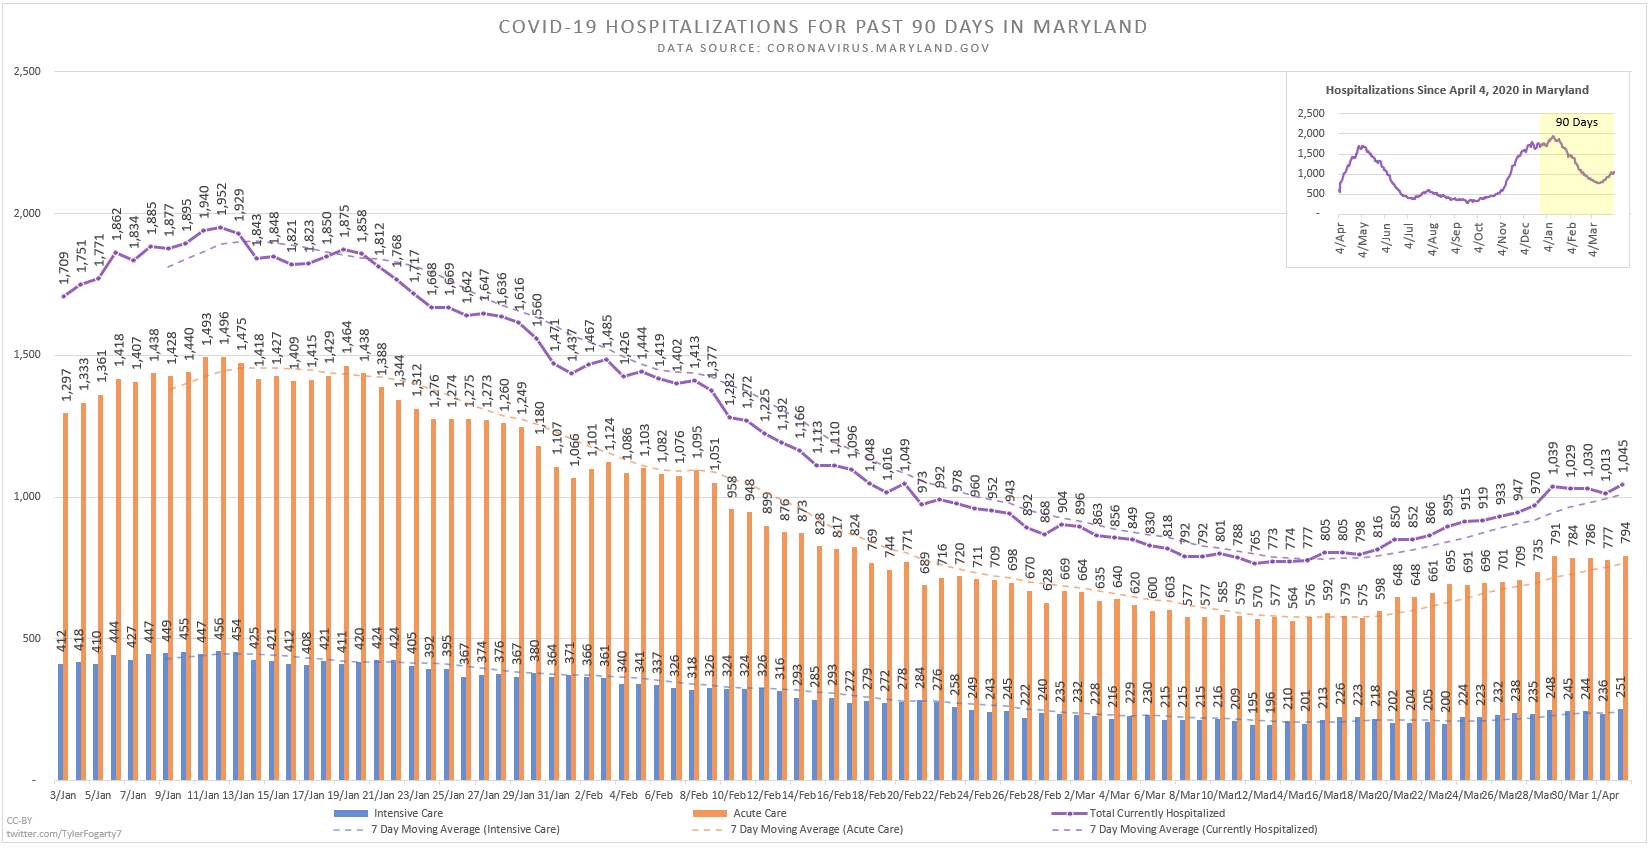 COVID-19 HOSPITALIZATIONS FOR PAST 90 DAYS IN MARYLAND
DATA SOURCE: CORONAVIRUS.MARYLAND.GOV
2,500
2,000
1,500
1,000
500
-
Hospitalizations Since April 4, 2020 in Maryland
90 Days
2,500
2,000
1,500
1,000
500
-
4/Apr 4/May 4/Jun 4/Jul 4/Aug 4/Sep 4/Oct 4/Nov 4/Dec 4/Jan 4/Feb 4/Mar
1,709 1,751 1,771 1,862 1,834 1,885 1,877 1,895 1,940 1,952 1,929 1,843 1,848 1,821 1,823 1,850 1,875 1,858 1,812 1,768 1,717 1,668 1,669 1,642 1,647 1,636 1,616 1,560 1,471 1,437 1,467 1,485 1,426 1,444 1,419 1,402 1,413 1,377 1,282 1,272 1,225 1,192 1,166 1,113 1,110 1,096 1,048 1,016 1,049 973 992 978 960 952 943 892 868 904 896 863 856 849 830 818 792 792 801 788 765 773 774 777 805 805 798 816 850 852 866 895 915 919 933 947 970 1,039 1,029 1,030 1,013 1,045
1,297 1,333 1,361 1,418 1,407 1,438 1,428 1,440 1,493 1,496 1,475 1,418 1,427 1,409 1,415 1,429 1,464 1,438 1,388 1,344 1,312 1,276 1,274 1,275 1,273 1,260 1,249 1,180 1,107 1,066 1,101 1,124 1,086 1,103 1,082 1,076 1,095 1,051 958 948 899 876 873 828 817 824 769 744 771 689 716 720 711 709 698 670 628 669 664 635 640 620 600 603 577 577 585 579 570 577 564 576 592 579 575 598 648 648 661 695 691 696 701 709 735 791 784 786 777 794
412 418 410 444 427 447 449 455 447 456 454 425 421 412 408 421 411 420 424 424 405 392 395 367 374 376 367 380 364 371 366 361 340 341 337 326 318 326 324 324 326 316 293 285 293 272 279 272 278 284 276 258 249 243 245 222 240 235 232 228 216 229 230 215 215 215 216 209 195 196 210 201 213 226 223 218 202 204 205 200 224 223 232 238 235 248 245 244 236 251
3/Jan 5/Jan 7/Jan 9/Jan 11/Jan 13/Jan 15/Jan 17/Jan 19/Jan 21/Jan 23/Jan 25/Jan 27/Jan 29/Jan 31/Jan 2/Feb 4/Feb 6/Feb 8/Feb 10/Feb 12/Feb 14/Feb 16/Feb 18/Feb 20/Feb 22/Feb 24/Feb 26/Feb 28/Feb 2/Mar 4/Mar 6/Mar 8/Mar 10/Mar 12/Mar 14/Mar 16/Mar 18/Mar 20/Mar 22/Mar 24/Mar 26/Mar 28/Mar 30/Mar 1/Apr
Intensive Care Acute Care Total Currently Hospitalized
7 Day Moving Average (Intensive Care) 7 Day Moving Average (Acute Care) 7 Day Moving Average (Currently Hospitalized)
CC-BY
twitter.com/TylerFogarty7